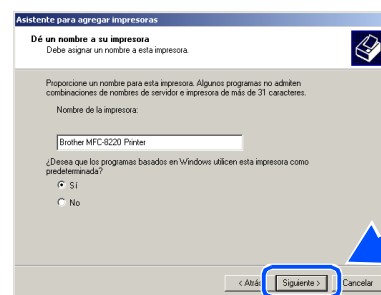 Asistente para agregar impresoras
Dé un nombre a su impresora
Debe asignar un nombre a esta impresora.
Proporcione un nombre para esta impresora. Algunos programas no admiten
combinaciones de nombres de servidor e impresora de más de 31 caracteres.
Nombre de la impresora:
Brother MFC-8220 Printer
¿Desea que los programas basados en Windows utilicen esta impresora como
predeterminada?
Sí
No
< Atrás
Siguiente >
Cancelar